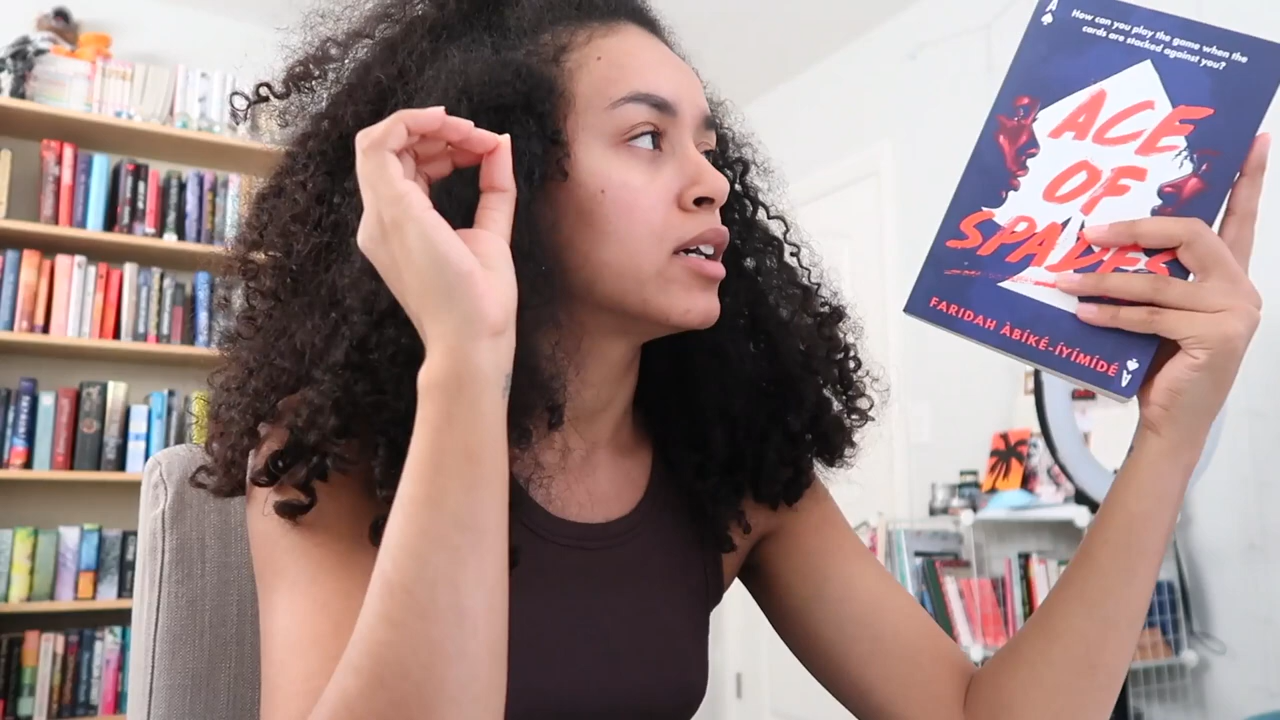 A
How can you play the game when the
cards are stacked against you?
ACE
OF
SPADES
FARIDAH ÀBÍKÉ-ÍYÍMÍDÉ
A